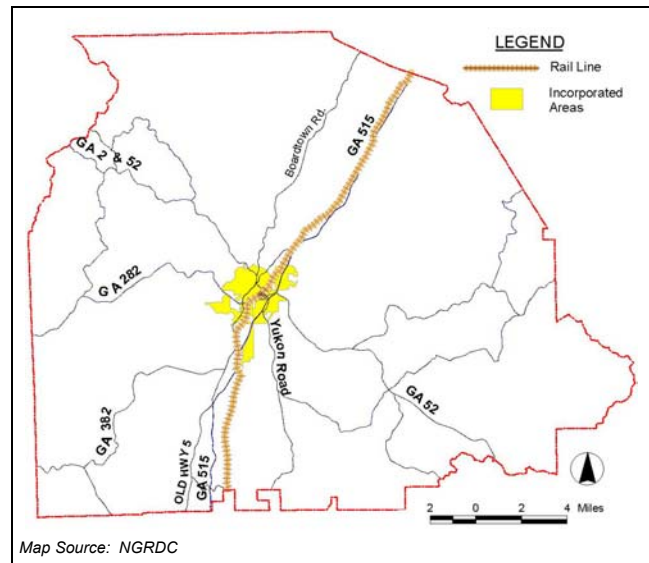 LEGEND
Rail Line
Incorporated
Areas
Boardtown Rd.
GA 515
GA 2 & 52
GA 282
Yukon Road
GA 382
GA 52
OLD HWY 5
GA 515
2 0 2 4 Miles
Map Source: NGRDC